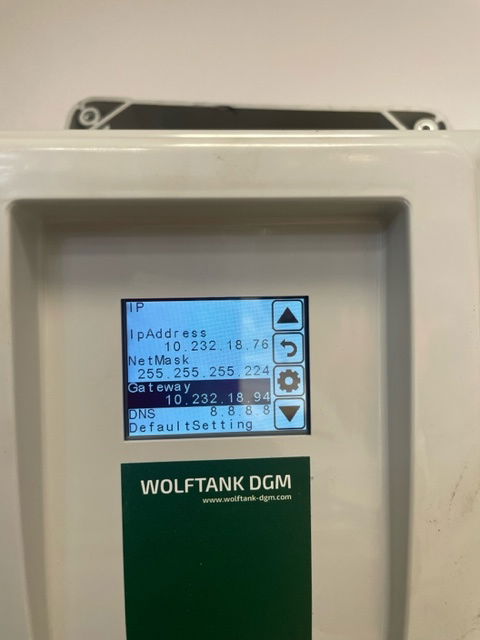 IP
IpAddress
10.232.18.76
NetMask
255.255.255.224
Gateway
10.232.18.94
DNS 8.8.8.8
DefaultSetting
WOLFTANK DGM
www.wolftank-dgm.com